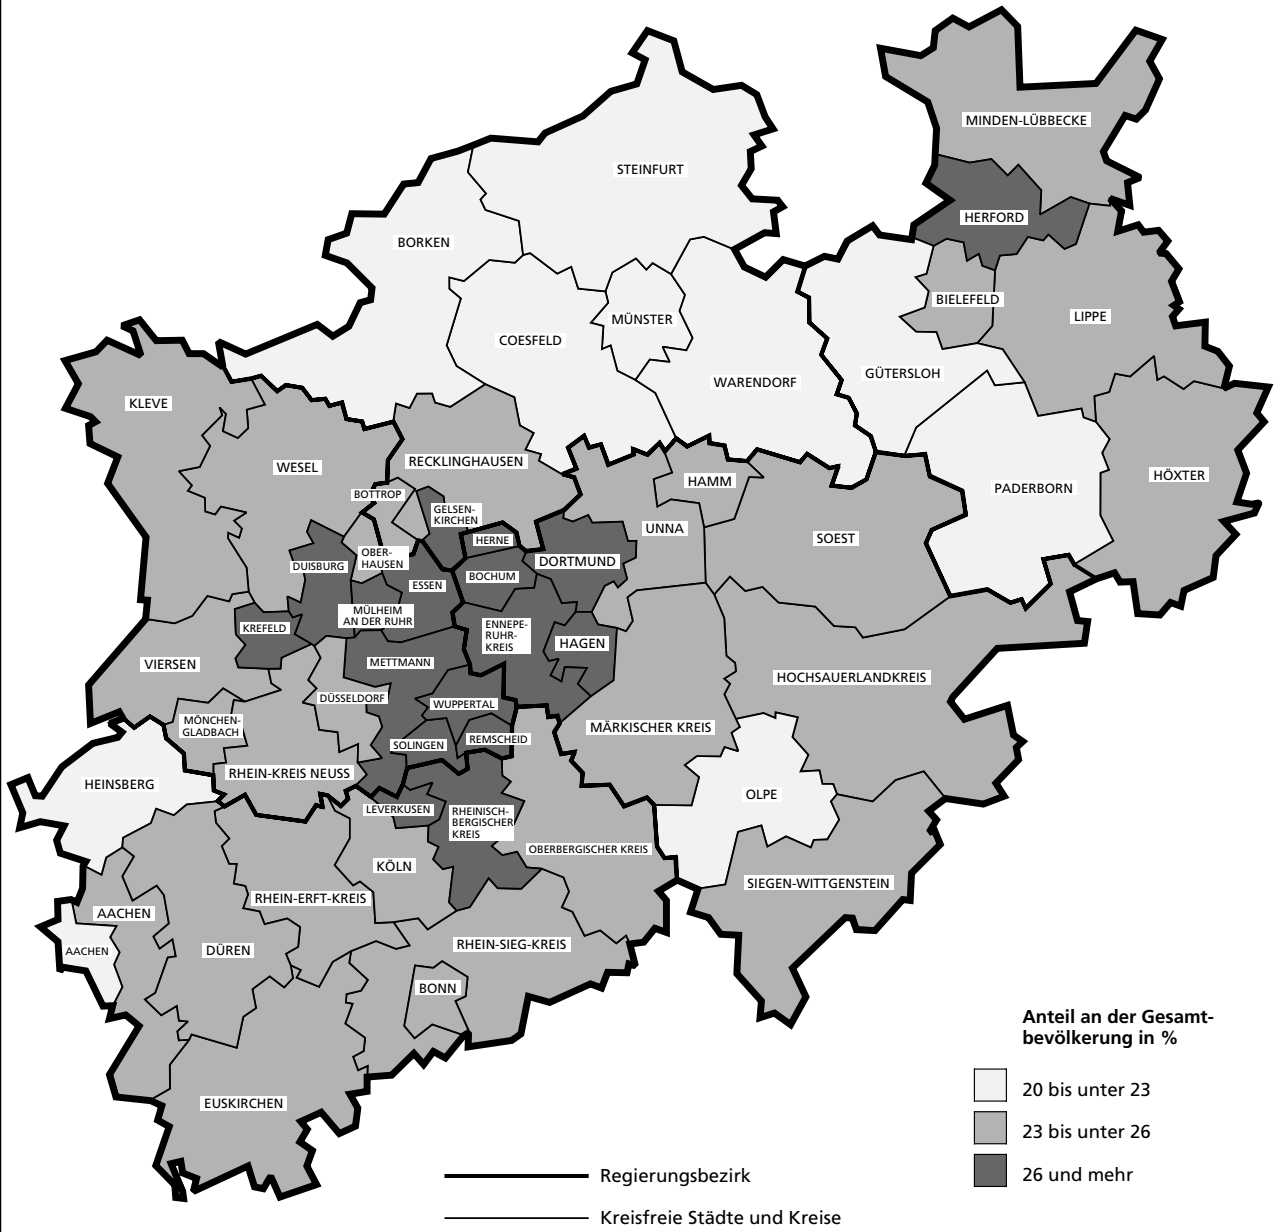 MINDEN-LÜBBECKE
STEINFURT
HERFORD
BORKEN
BIELEFELD
LIPPE
MÜNSTER
COESFELD
GÜTERSLOH
WARENDORF
KLEVE
RECKLINGHAUSEN
WESEL
HÖXTER
HAMM
PADERBORN
BOTTROP
GELSEN-
KIRCHEN
UNNA
HERNE
SOEST
OBER-
HAUSEN
DORTMUND
DUISBURG
BOCHUM
ESSEN
MÜLHEIM
AN DER RUHR
KREFELD
ENNEPE-
RUHR-
KREIS
HAGEN
METTMANN
VIERSEN
HOCHSAUERLANDKREIS
DÜSSELDORF
WUPPERTAL
MÖNCHEN-
GLADBACH
MÄRKISCHER KREIS
SOLINGEN
REMSCHEID
RHEIN-KREIS NEUSS
HEINSBERG
OLPE
LEVERKUSEN
RHEINISCH-
BERGISCHER
KREIS
OBERBERGISCHER KREIS
KÖLN
SIEGEN-WITTGENSTEIN
RHEIN-ERFT-KREIS
AACHEN
RHEIN-SIEG-KREIS
AACHEN
DÜREN
BONN
EUSKIRCHEN
Anteil an der Gesamt-
bevölkerung in %
20 bis unter 23
23 bis unter 26
26 und mehr
Regierungsbezirk
Kreisfreie Städte und Kreise